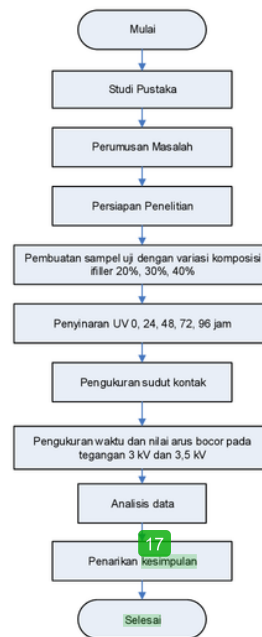 Mulai
Studi Pustaka
Perumusan Masalah
Persiapan Penelitian
Pembuatan sampel uji dengan variasi komposisi
ifiller 20%, 30%, 40%
Penyinaran UV 0, 24, 48, 72, 96 jam
Pengukuran sudut kontak
Pengukuran waktu dan nilai arus bocor pada
tegangan 3 kV dan 3,5 kV
Analisis data
17
Penarikan kesimpulan
Selesai